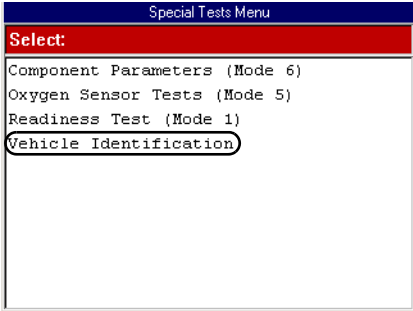 Special Tests Menu
Select:
Component Parameters (Mode 6)
Oxygen Sensor Tests (Mode 5)
Readiness Test (Mode 1)
Vehicle Identification